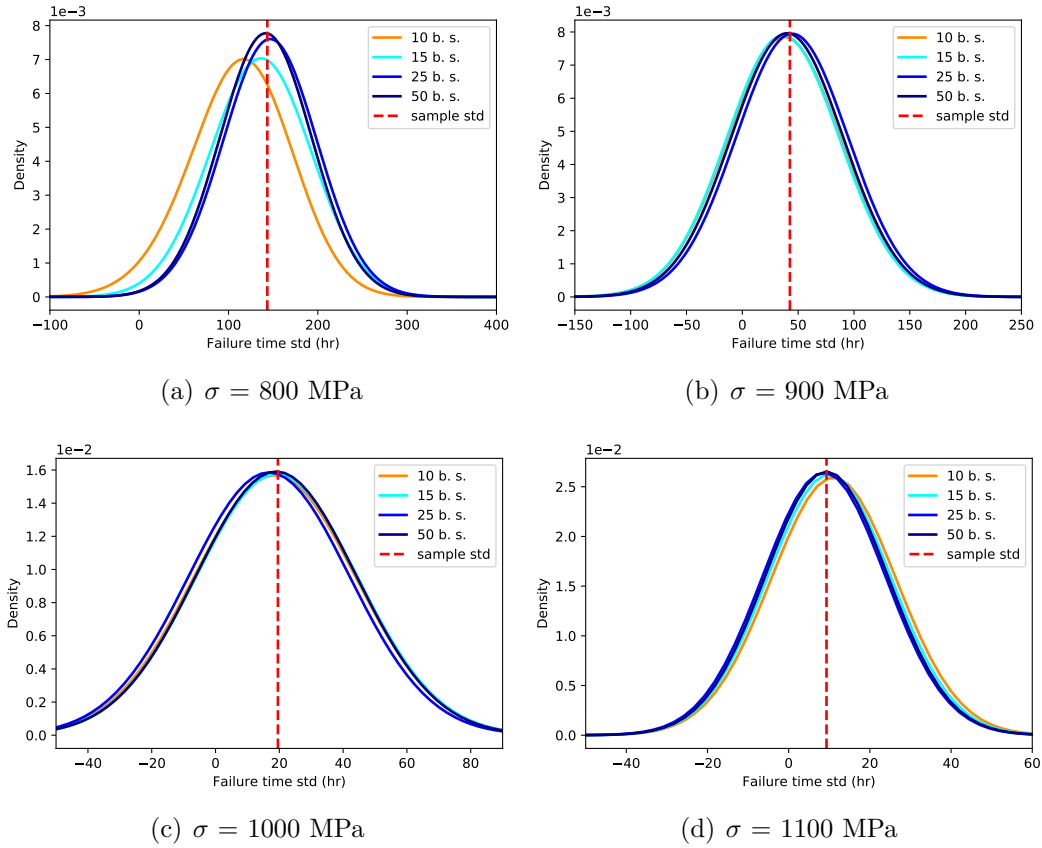 1e−3
8
7
6
5
4
3
2
1
0
Density
10 b. s.
15 b. s.
25 b. s.
50 b. s.
sample std
−100 0 100 200 300 400
Failure time std (hr)
(a) σ = 800 MPa
1e−3
8
7
6
5
4
3
2
1
0
Density
10 b. s.
15 b. s.
25 b. s.
50 b. s.
sample std
−150 −100 −50 0 50 100 150 200 250
Failure time std (hr)
(b) σ = 900 MPa
1e−2
1.6
1.4
1.2
1.0
0.8
0.6
0.4
0.2
0.0
Density
10 b. s.
15 b. s.
25 b. s.
50 b. s.
sample std
−40 −20 0 20 40 60 80
Failure time std (hr)
(c) σ = 1000 MPa
1e−2
2.5
2.0
1.5
1.0
0.5
0.0
Density
10 b. s.
15 b. s.
25 b. s.
50 b. s.
sample std
−40 −20 0 20 40 60
Failure time std (hr)
(d) σ = 1100 MPa